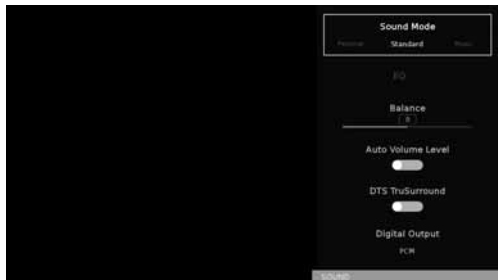 Sound Mode
Personal Standard Music
EQ
Balance
0
Auto Volume Level
DTS TruSurround
Digital Output
PCM
SOUND